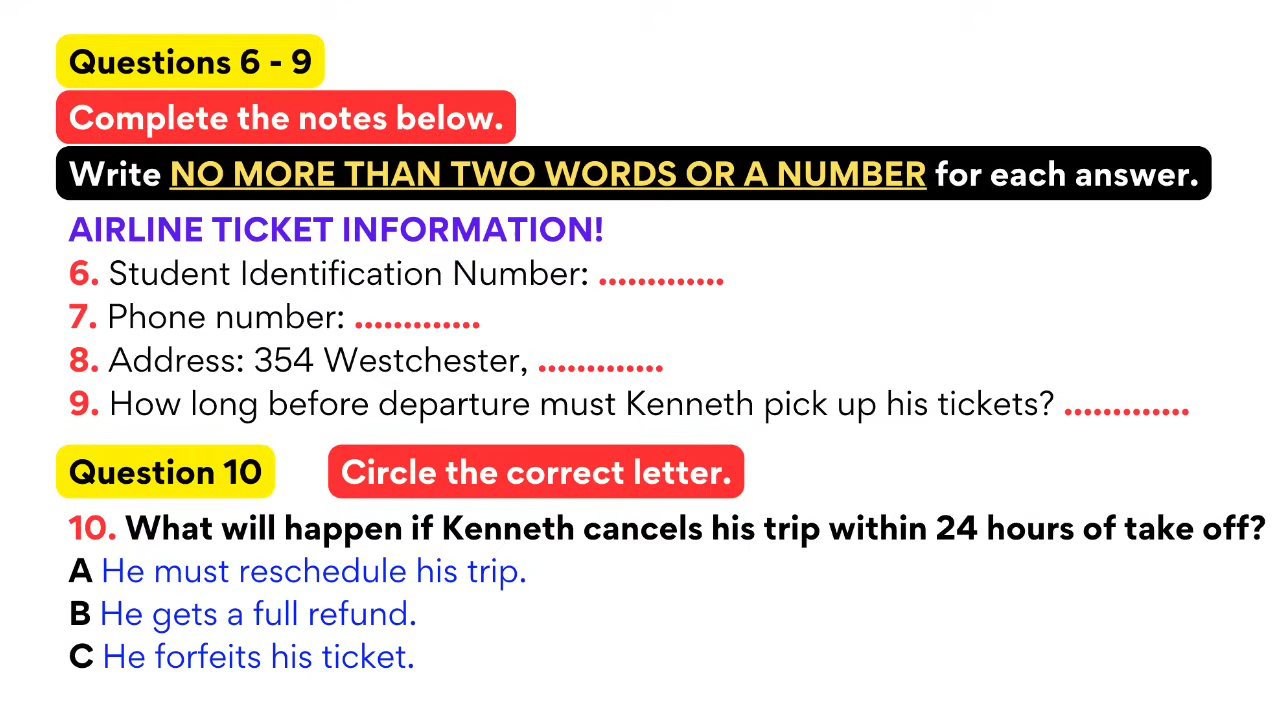 Questions 6 - 9
Complete the notes below.
Write NO MORE THAN TWO WORDS OR A NUMBER for each answer.
AIRLINE TICKET INFORMATION!
6. Student Identification Number: .............
7. Phone number: .............
8. Address: 354 Westchester, .............
9. How long before departure must Kenneth pick up his tickets? .............
Question 10 Circle the correct letter.
10. What will happen if Kenneth cancels his trip within 24 hours of take off?
A He must reschedule his trip.
B He gets a full refund.
C He forfeits his ticket.